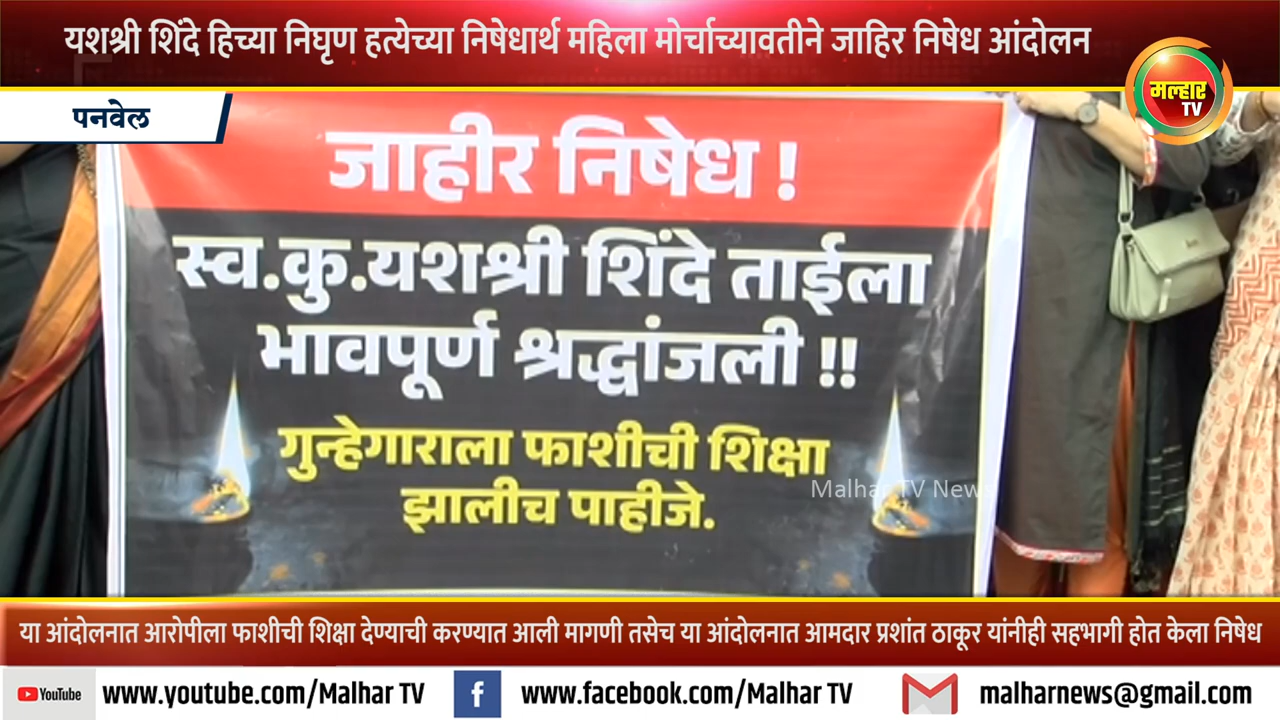 यशश्री शिंदे हिच्या निघृण हत्येच्या निषेधार्थ महिला मोर्चाच्यावतीने जाहिर निषेध आंदोलन
मल्हार
TV
पनवेल
जाहीर निषेध !
स्व.कु.यशश्री शिंदे ताईला
भावपूर्ण श्रद्धांजली !!
गुन्हेगाराला फाशीची शिक्षा
झालीच पाहीजे.
Malhar TV News
या आंदोलनात आरोपीला फाशीची शिक्षा देण्याची करण्यात आली मागणी तसेच या आंदोलनात आमदार प्रशांत ठाकूर यांनीही सहभागी होत केला निषेध
YouTube www.youtube.com/Malhar TV www.facebook.com/Malhar TV malharnews@gmail.com